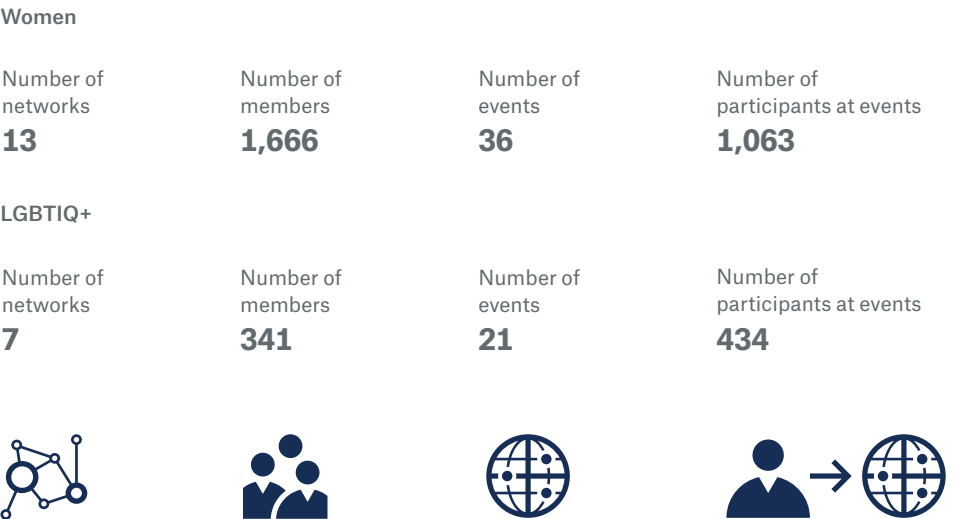 Women
Number of
networks
13
Number of
members
1,666
Number of
events
36
Number of
participants at events
1,063
LGBTIQ+
Number of
networks
7
Number of
members
341
Number of
events
21
Number of
participants at events
434